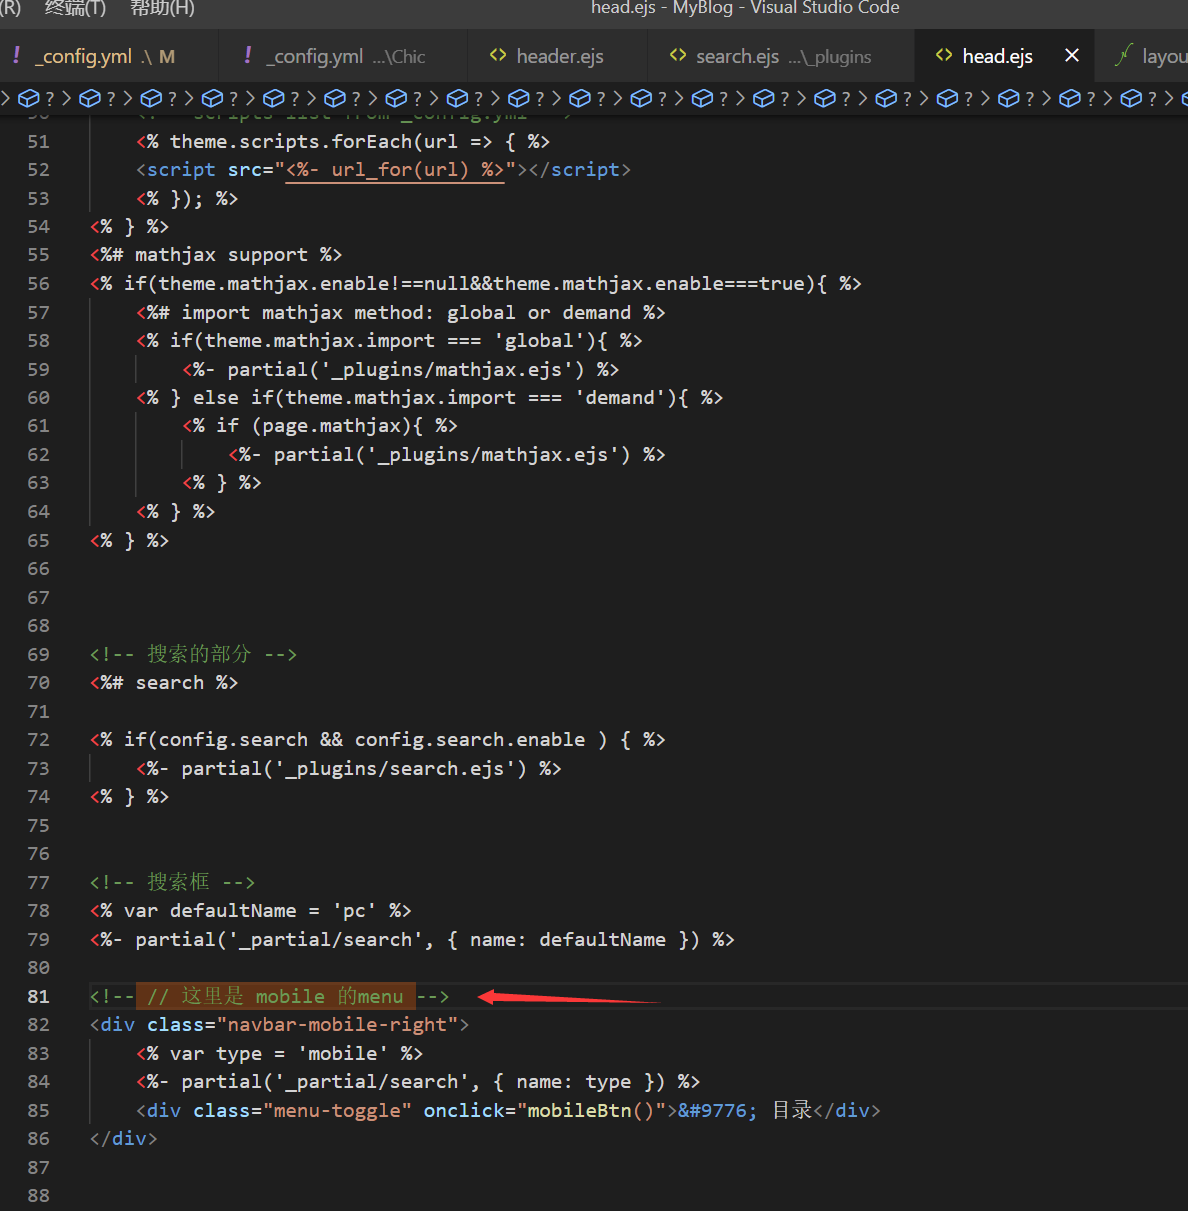 (R) 终端(T) 帮助(H) head.ejs - MyBlog - Visual Studio Code
! _config.yml .\ M ! _config.yml ...\Chic <> header.ejs <> search.ejs ...\_plugins <> head.ejs × layou
> ? > ? > ? > ? > ? > ? > ? > ? > ? > ? > ? > ? > ? > ? > ? > ? > ? > ? > ? >
51 <% theme.scripts.forEach(url => { %>
52 <script src="<%- url_for(url) %>"></script>
53 <% }); %>
54 <% } %>
55 <%# mathjax support %>
56 <% if(theme.mathjax.enable!==null&&theme.mathjax.enable===true){ %>
57 <%# import mathjax method: global or demand %>
58 <% if(theme.mathjax.import === 'global'){ %>
59 <%- partial('_plugins/mathjax.ejs') %>
60 <% } else if(theme.mathjax.import === 'demand'){ %>
61 <% if (page.mathjax){ %>
62 <%- partial('_plugins/mathjax.ejs') %>
63 <% } %>
64 <% } %>
65 <% } %>
66
67
68
69 <!-- 搜索的部分 -->
70 <%# search %>
71
72 <% if(config.search && config.search.enable ) { %>
73 <%- partial('_plugins/search.ejs') %>
74 <% } %>
75
76
77 <!-- 搜索框 -->
78 <% var defaultName = 'pc' %>
79 <%- partial('_partial/search', { name: defaultName }) %>
80
81 <!-- // 这里是 mobile 的menu -->
82 <div class="navbar-mobile-right">
83 <% var type = 'mobile' %>
84 <%- partial('_partial/search', { name: type }) %>
85 <div class="menu-toggle" onclick="mobileBtn()">&#9776; 目录</div>
86 </div>
87
88